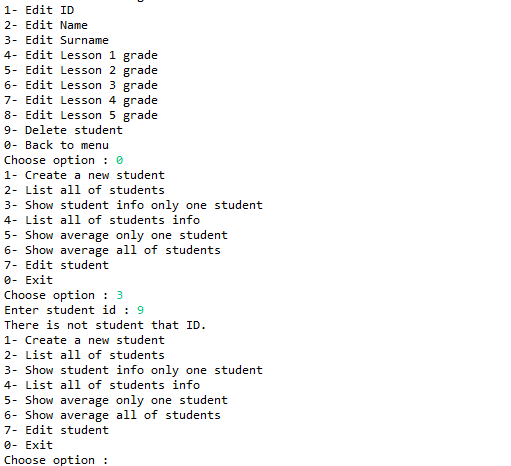 1- Edit ID
2- Edit Name
3- Edit Surname
4- Edit Lesson 1 grade
5- Edit Lesson 2 grade
6- Edit Lesson 3 grade
7- Edit Lesson 4 grade
8- Edit Lesson 5 grade
9- Delete student
0- Back to menu
Choose option : 0
1- Create a new student
2- List all of students
3- Show student info only one student
4- List all of students info
5- Show average only one student
6- Show average all of students
7- Edit student
0- Exit
Choose option : 3
Enter student id : 9
There is not student that ID.
1- Create a new student
2- List all of students
3- Show student info only one student
4- List all of students info
5- Show average only one student
6- Show average all of students
7- Edit student
0- Exit
Choose option :